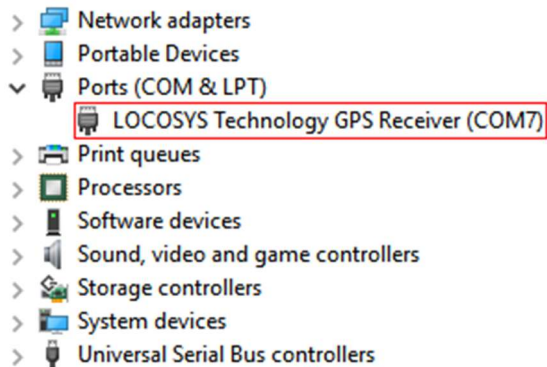 Network adapters
Portable Devices
Ports (COM & LPT)
LOCOSYS Technology GPS Receiver (COM7)
Print queues
Processors
Software devices
Sound, video and game controllers
Storage controllers
System devices
Universal Serial Bus controllers